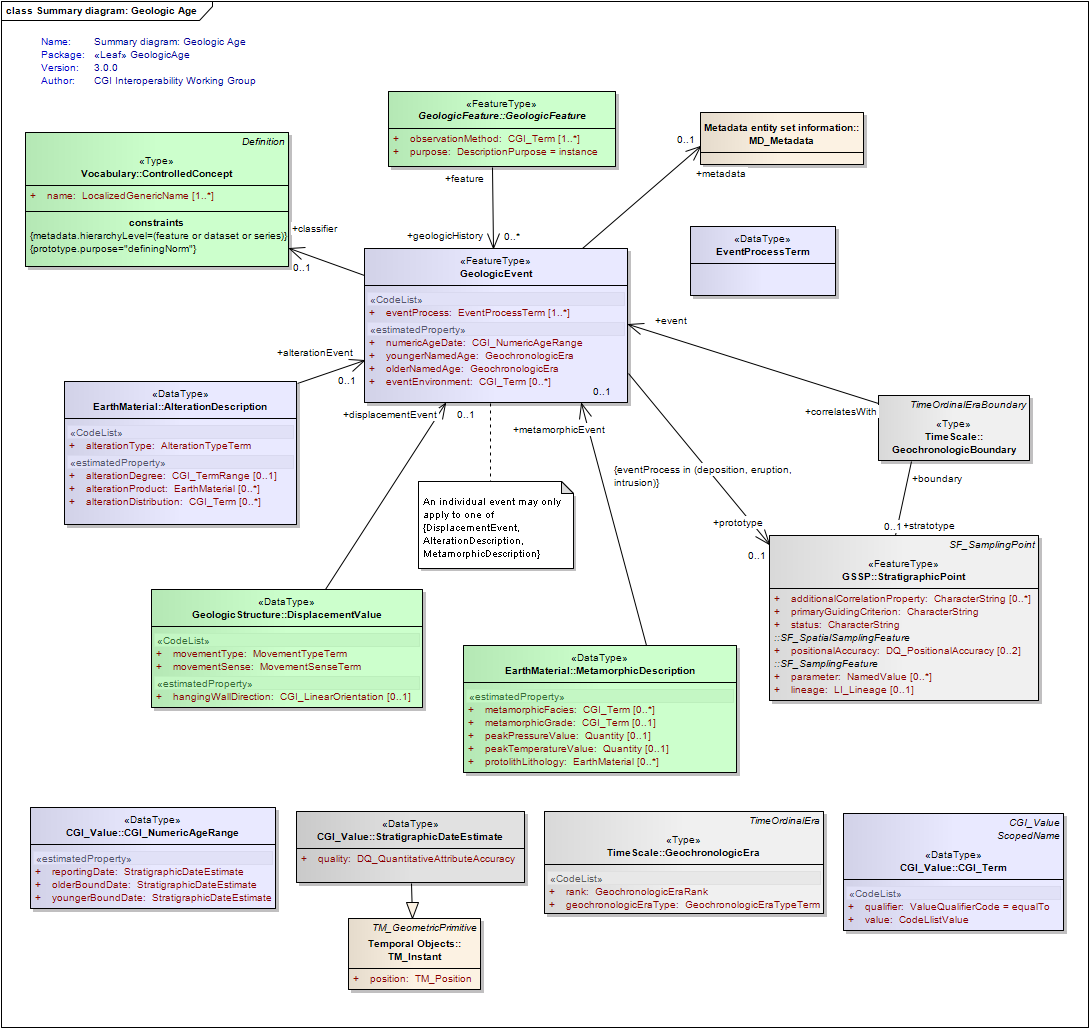 class Summary diagram: Geologic Age
Name: Summary diagram: Geologic Age
Package: «Leaf» GeologicAge
Version: 3.0.0
Author: CGI Interoperability Working Group
«FeatureType»
GeologicFeature::GeologicFeature
+ observationMethod: CGI_Term [1..*]
+ purpose: DescriptionPurpose = instance
Metadata entity set information::
MD_Metadata
0..1
+metadata
Definition
«Type»
Vocabulary::ControlledConcept
+ name: LocalizedGenericName [1..*]
constraints
{metadata.hierarchyLevel=(feature or dataset or series)}
{prototype.purpose="definingNorm"}
+classifier
0..1
+feature
+geologicHistory
0..*
«DataType»
EventProcessTerm
«FeatureType»
GeologicEvent
«CodeList»
+ eventProcess: EventProcessTerm [1..*]
«estimatedProperty»
+ numericAgeDate: CGI_NumericAgeRange
+ youngerNamedAge: GeochronologicEra
+ olderNamedAge: GeochronologicEra
+ eventEnvironment: CGI_Term [0..*]
0..1
+event
+alterationEvent
0..1
+displacementEvent
0..1
+metamorphicEvent
«DataType»
EarthMaterial::AlterationDescription
«CodeList»
+ alterationType: AlterationTypeTerm
«estimatedProperty»
+ alterationDegree: CGI_TermRange [0..1]
+ alterationProduct: EarthMaterial [0..*]
+ alterationDistribution: CGI_Term [0..*]
+correlatesWith
TimeOrdinalEraBoundary
«Type»
TimeScale::
GeochronologicBoundary
+boundary
{eventProcess in (deposition, eruption,
intrusion)}
An individual event may only
apply to one of
{DisplacementEvent,
AlterationDescription,
MetamorphicDescription}
+prototype
0..1
0..1 +stratotype
SF_SamplingPoint
«FeatureType»
GSSP::StratigraphicPoint
+ additionalCorrelationProperty: CharacterString [0..*]
+ primaryGuidingCriterion: CharacterString
+ status: CharacterString
::SF_SpatialSamplingFeature
+ positionalAccuracy: DQ_PositionalAccuracy [0..2]
::SF_SamplingFeature
+ parameter: NamedValue [0..*]
+ lineage: LI_Lineage [0..1]
«DataType»
GeologicStructure::DisplacementValue
«CodeList»
+ movementType: MovementTypeTerm
+ movementSense: MovementSenseTerm
«estimatedProperty»
+ hangingWallDirection: CGI_LinearOrientation [0..1]
«DataType»
EarthMaterial::MetamorphicDescription
«estimatedProperty»
+ metamorphicFacies: CGI_Term [0..*]
+ metamorphicGrade: CGI_Term [0..1]
+ peakPressureValue: Quantity [0..1]
+ peakTemperatureValue: Quantity [0..1]
+ protolithLithology: EarthMaterial [0..*]
«DataType»
CGI_Value::CGI_NumericAgeRange
«estimatedProperty»
+ reportingDate: StratigraphicDateEstimate
+ olderBoundDate: StratigraphicDateEstimate
+ youngerBoundDate: StratigraphicDateEstimate
«DataType»
CGI_Value::StratigraphicDateEstimate
+ quality: DQ_QuantitativeAttributeAccuracy
TM_GeometricPrimitive
Temporal Objects::
TM_Instant
+ position: TM_Position
TimeOrdinalEra
«Type»
TimeScale::GeochronologicEra
«CodeList»
+ rank: GeochronologicEraRank
+ geochronologicEraType: GeochronologicEraTypeTerm
CGI_Value
ScopedName
«DataType»
CGI_Value::CGI_Term
«CodeList»
+ qualifier: ValueQualifierCode = equalTo
+ value: CodeLlistValue